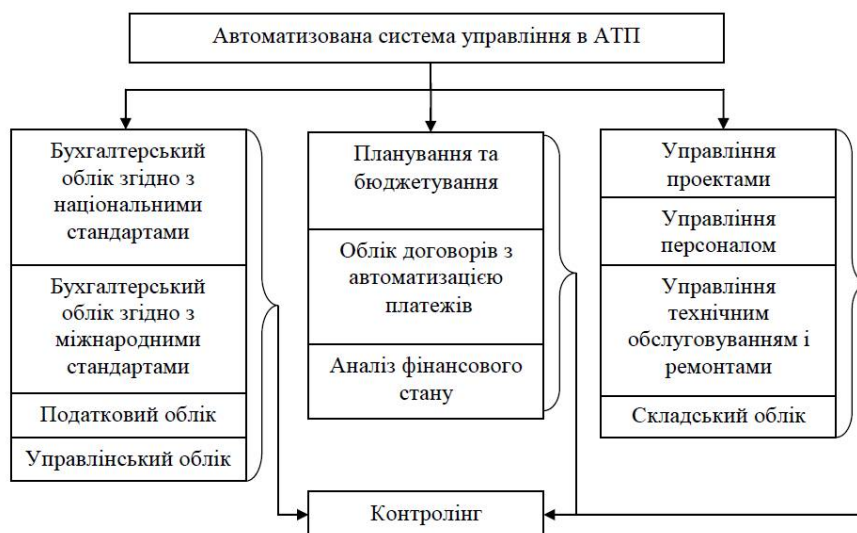 Автоматизована система управління в АТП
Бухгалтерський
облік згідно з
національними
стандартами
Бухгалтерський
облік згідно з
міжнародними
стандартами
Податковий облік
Управлінський облік
Планування та
бюджетування
Облік договорів з
автоматизацією
платежів
Аналіз фінансового
стану
Управління
проектами
Управління
персоналом
Управління
технічним
обслуговуванням і
ремонтами
Складський облік
Контролінг